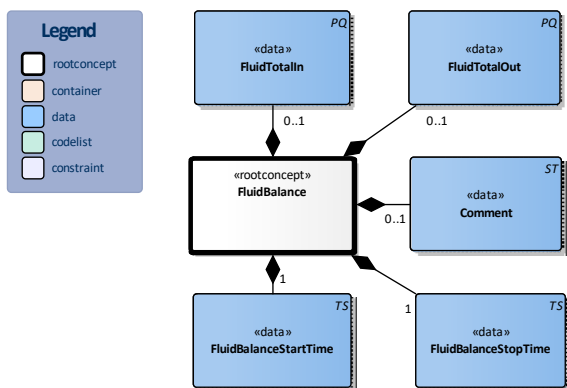 Legend
rootconcept
container
data
codelist
constraint
PQ
«data»
FluidTotalIn
0..1
PQ
«data»
FluidTotalOut
0..1
«rootconcept»
FluidBalance
ST
«data»
Comment
0..1
1
TS
«data»
FluidBalanceStartTime
1
TS
«data»
FluidBalanceStopTime